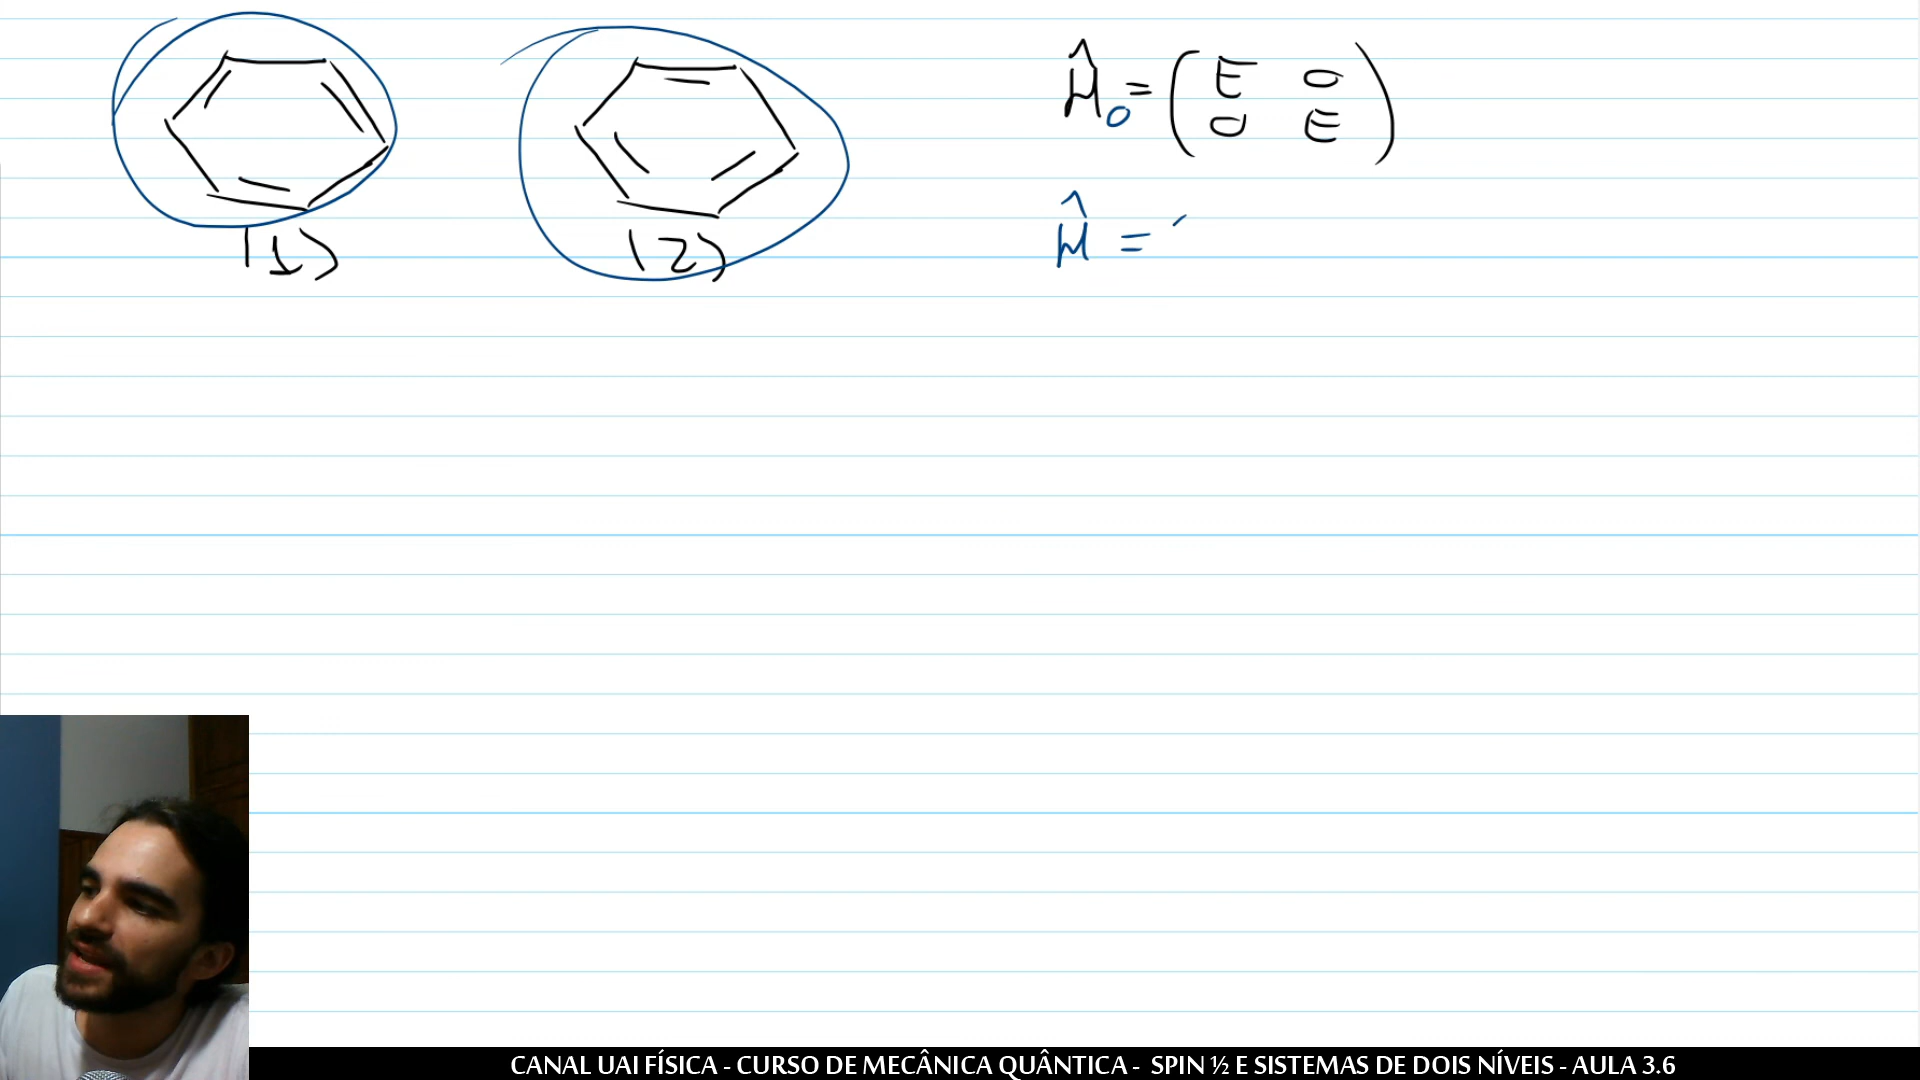 |1⟩
|2⟩
Ĥ₀ = ( E 0
0 E )
Ĥ =
CANAL UAI FÍSICA - CURSO DE MECÂNICA QUÂNTICA - SPIN ½ E SISTEMAS DE DOIS NÍVEIS - AULA 3.6